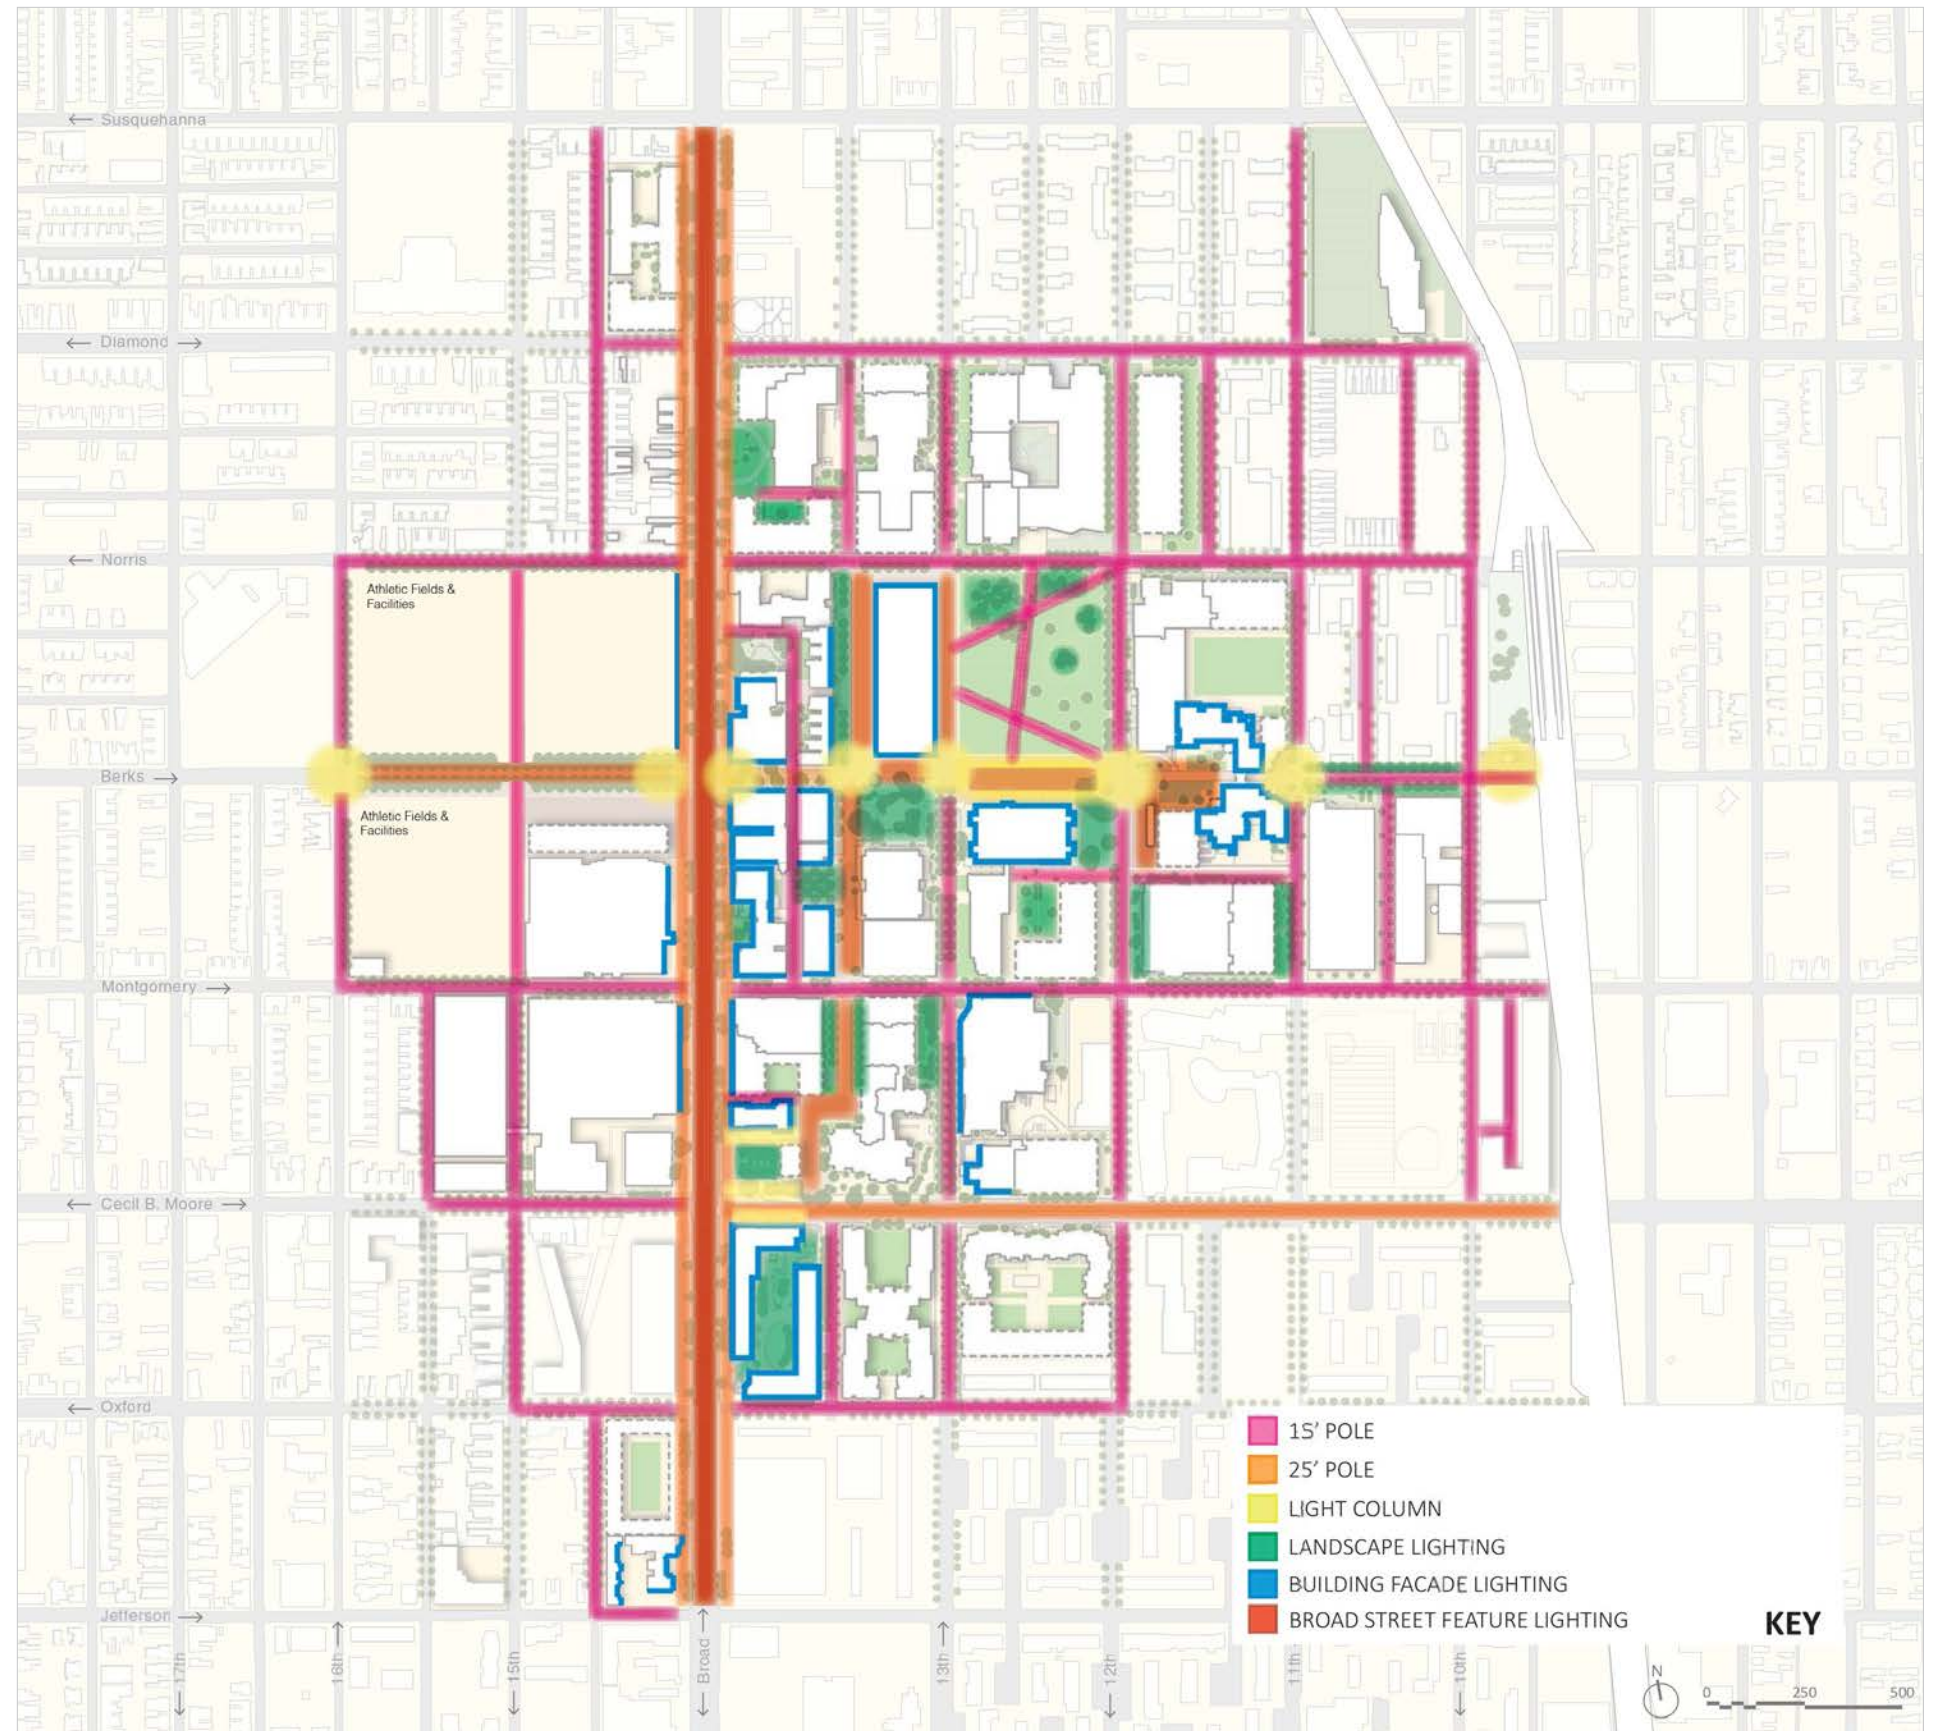 ← Susquehanna
← Diamond →
← Norris
Athletic Fields &
Facilities
Berks →
Athletic Fields &
Facilities
Montgomery →
← Cecil B. Moore →
← Oxford
Jefferson →
← 17th
16th →
← 15th
← Broad →
13th →
← 12th
11th →
← 10th
15' POLE
25' POLE
LIGHT COLUMN
LANDSCAPE LIGHTING
BUILDING FACADE LIGHTING
BROAD STREET FEATURE LIGHTING
KEY
N
0 250 500